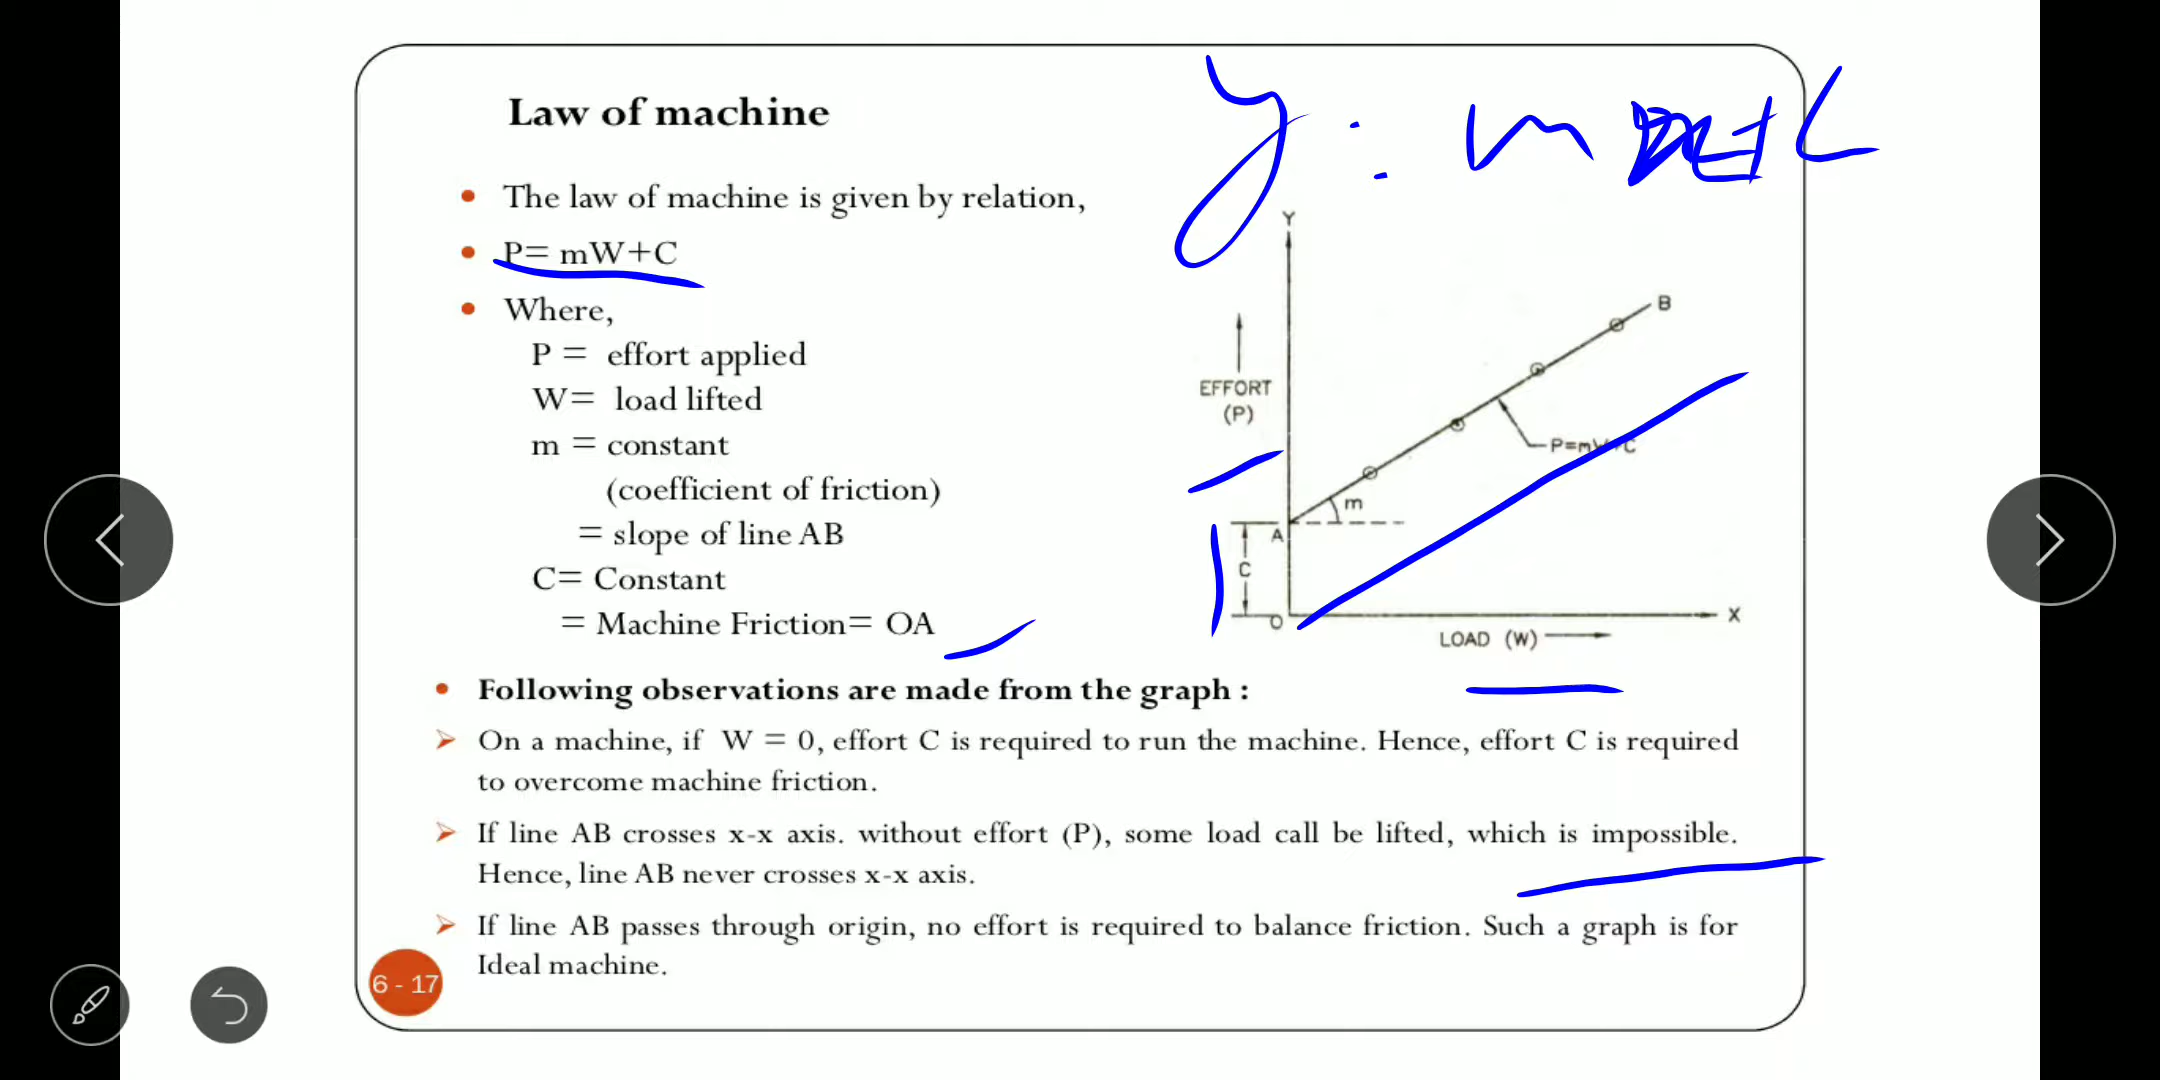 Law of machine
The law of machine is given by relation,
P= mW+C
Where,
P = effort applied
W= load lifted
m = constant
(coefficient of friction)
= slope of line AB
C= Constant
= Machine Friction= OA
y = m x + C
Y
B
EFFORT
(P)
P=mW+C
m
A
C
O
X
LOAD (W)
Following observations are made from the graph :
On a machine, if W = 0, effort C is required to run the machine. Hence, effort C is required
to overcome machine friction.
If line AB crosses x-x axis. without effort (P), some load call be lifted, which is impossible.
Hence, line AB never crosses x-x axis.
If line AB passes through origin, no effort is required to balance friction. Such a graph is for
Ideal machine.
6 - 17